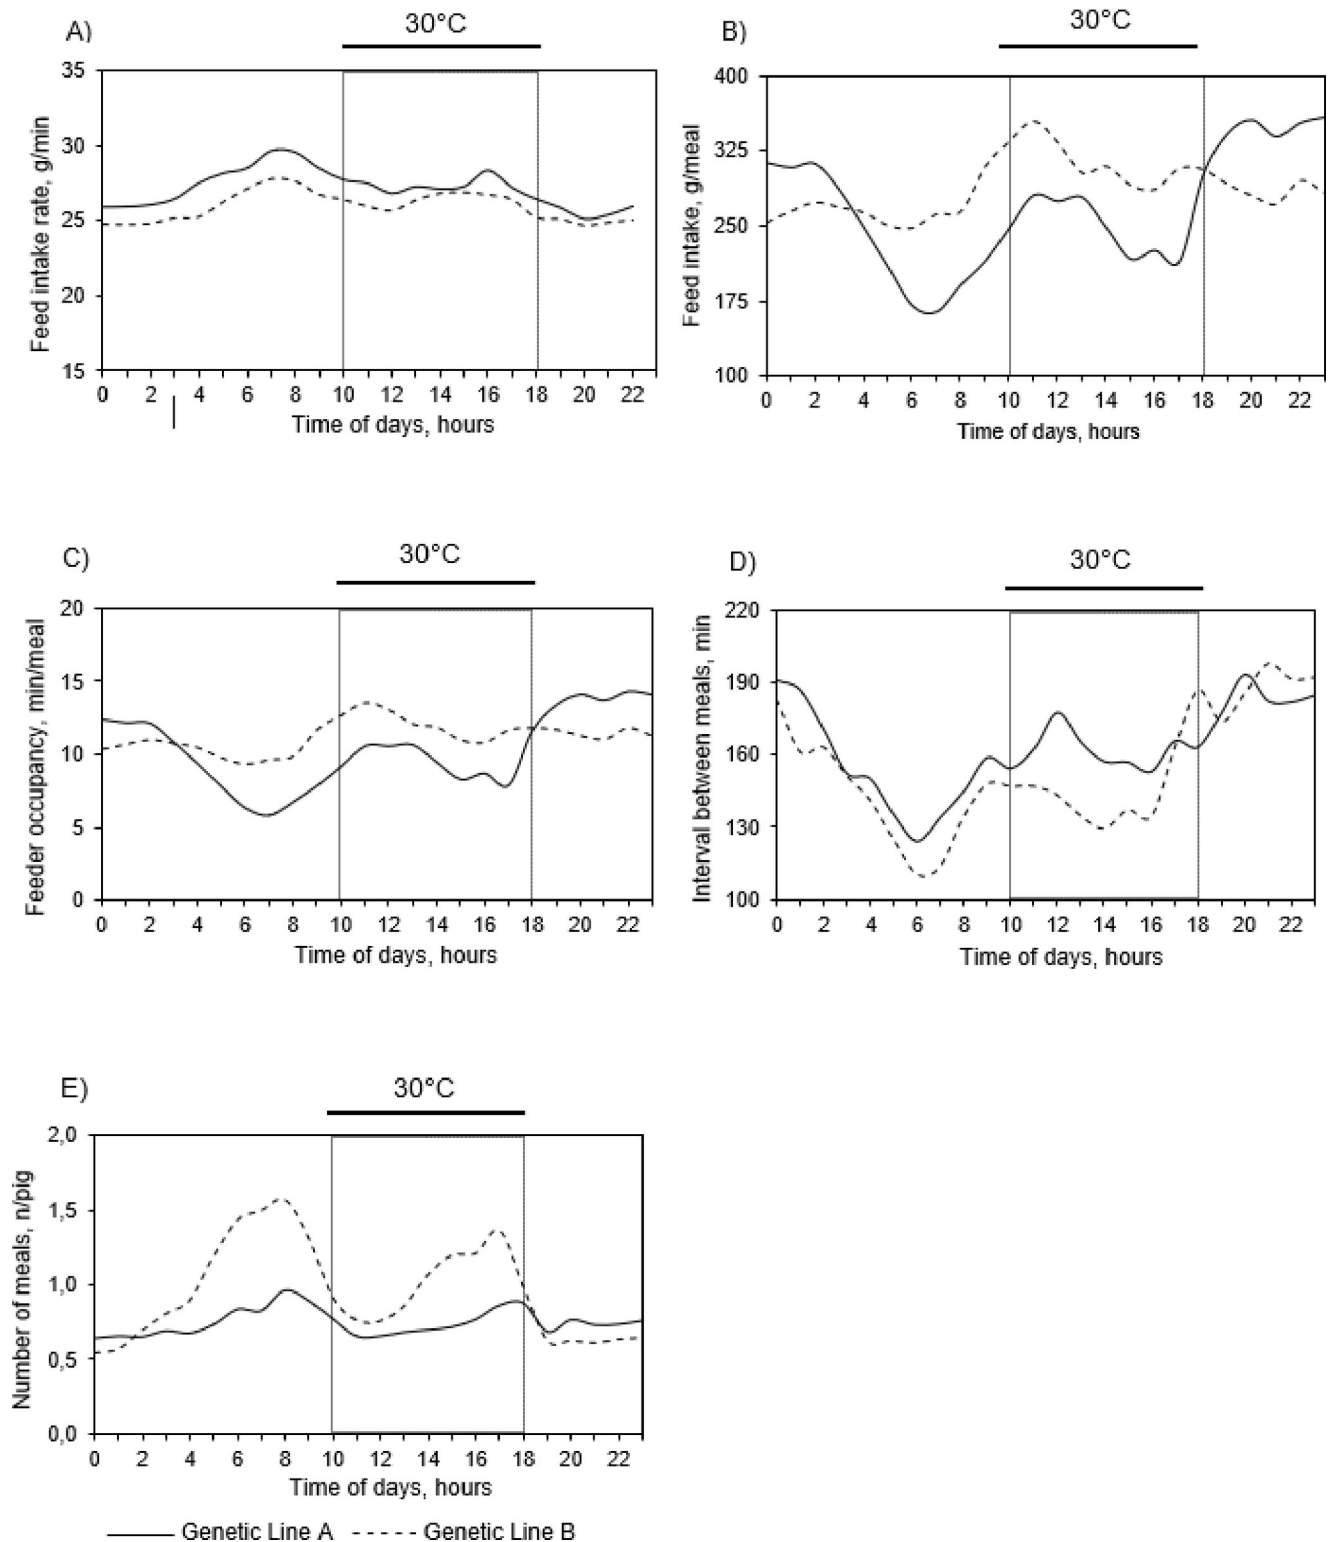 A)
30°C
35
30
25
20
15
Feed intake rate, g/min
0 2 4 6 8 10 12 14 16 18 20 22
Time of days, hours
B)
30°C
400
325
250
175
100
Feed intake, g/meal
0 2 4 6 8 10 12 14 16 18 20 22
Time of days, hours
C)
30°C
20
15
10
5
0
Feeder occupancy, min/meal
0 2 4 6 8 10 12 14 16 18 20 22
Time of days, hours
D)
30°C
220
190
160
130
100
Interval between meals, min
0 2 4 6 8 10 12 14 16 18 20 22
Time of days, hours
E)
30°C
2,0
1,5
1,0
0,5
0,0
Number of meals, n/pig
0 2 4 6 8 10 12 14 16 18 20 22
Time of days, hours
Genetic Line A Genetic Line B